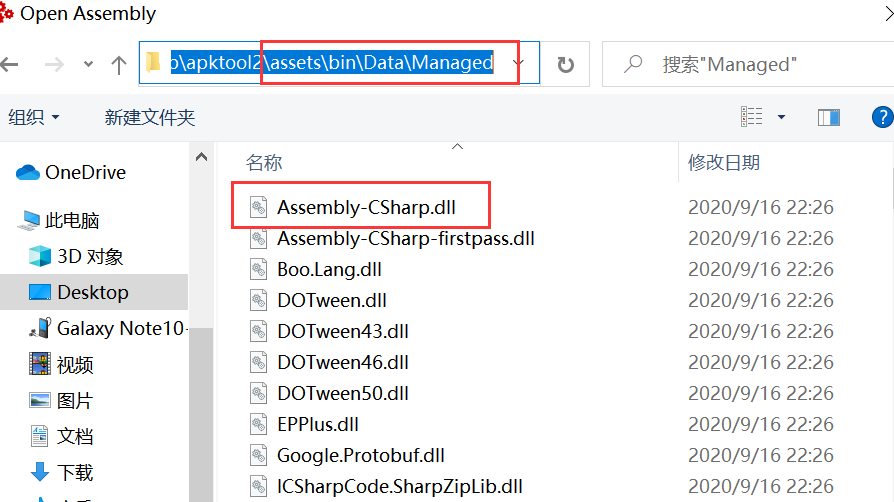 Open Assembly
\apktool2\assets\bin\Data\Managed
搜索"Managed"
组织
新建文件夹
?
OneDrive
此电脑
3D 对象
Desktop
Galaxy Note10-
视频
图片
文档
下载
名称
修改日期
Assembly-CSharp.dll
2020/9/16 22:26
Assembly-CSharp-firstpass.dll
2020/9/16 22:26
Boo.Lang.dll
2020/9/16 22:26
DOTween.dll
2020/9/16 22:26
DOTween43.dll
2020/9/16 22:26
DOTween46.dll
2020/9/16 22:26
DOTween50.dll
2020/9/16 22:26
EPPlus.dll
2020/9/16 22:26
Google.Protobuf.dll
2020/9/16 22:26
ICSharpCode.SharpZipLib.dll
2020/9/16 22:26